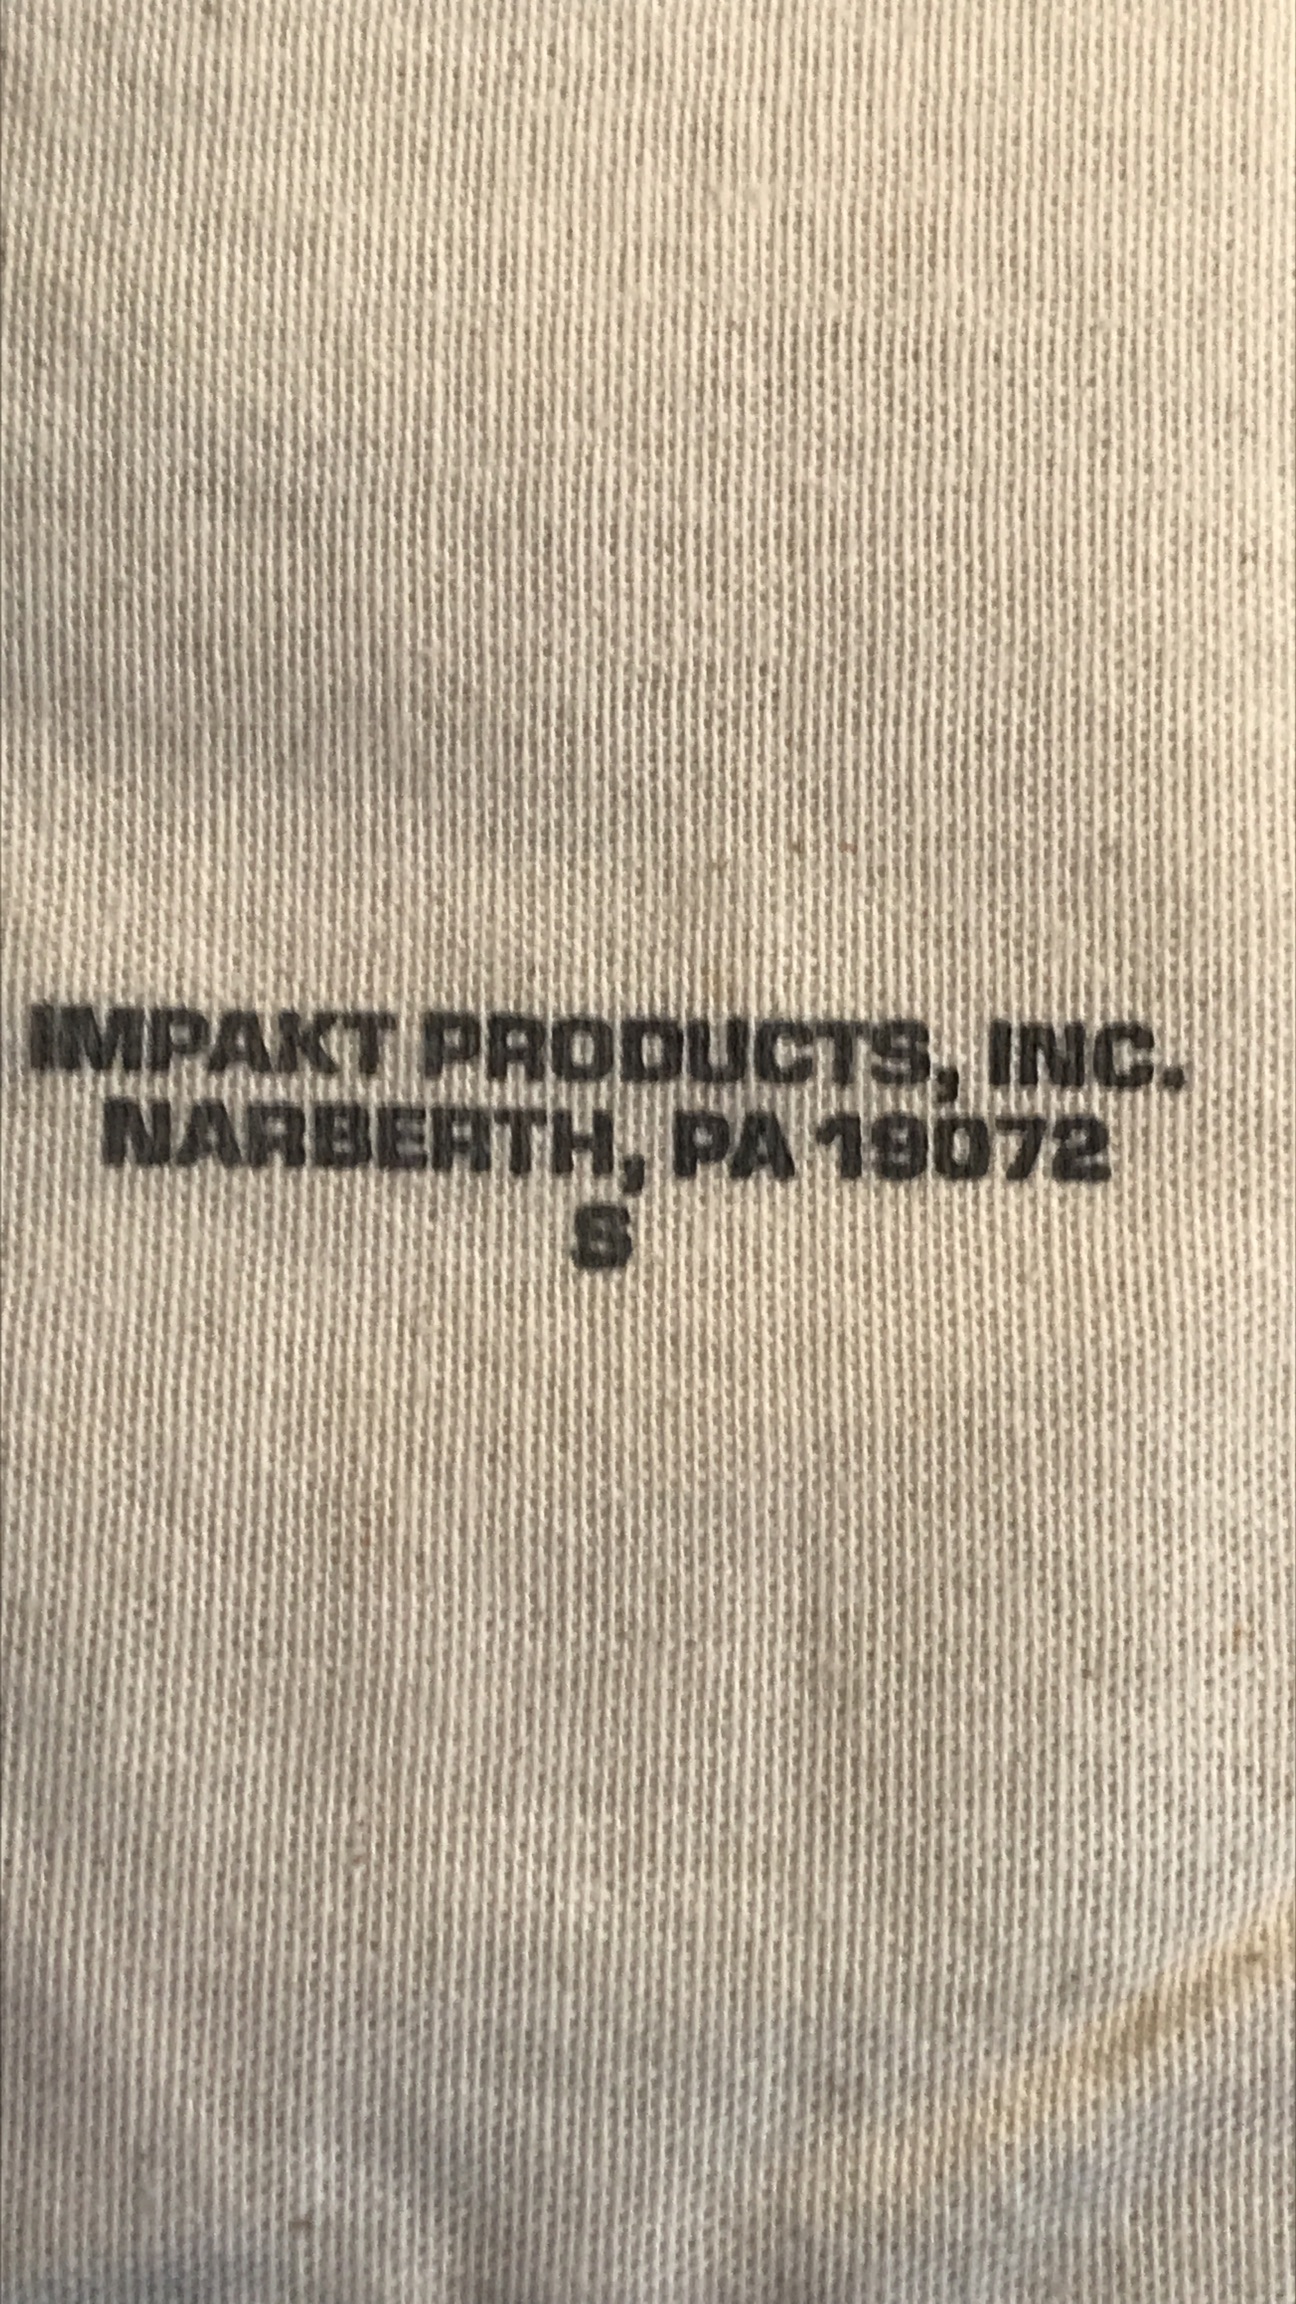 IMPAKT PRODUCTS, INC.
NARBERTH, PA 19072
S